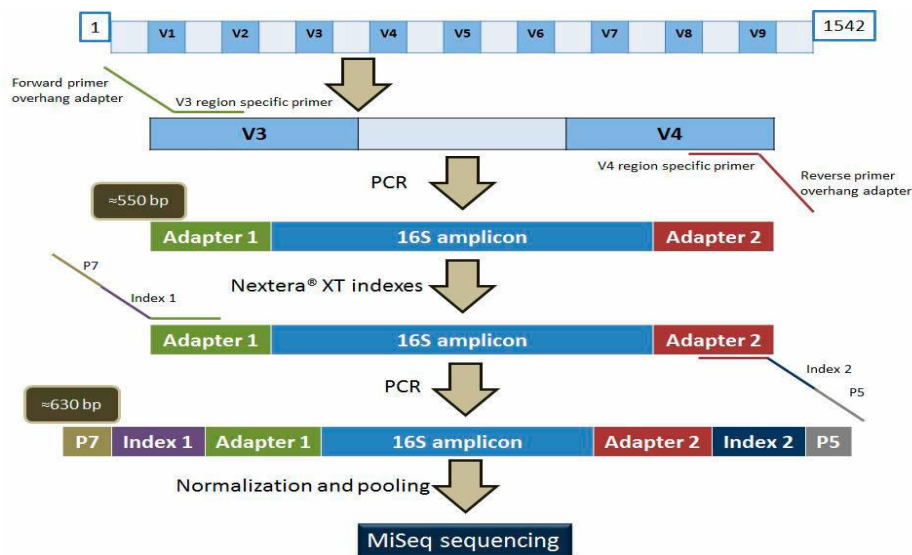 1
V1 V2 V3 V4 V5 V6 V7 V8 V9
1542
Forward primer
overhang adapter
V3 region specific primer
V3
V4
V4 region specific primer
Reverse primer
overhang adapter
PCR
≈550 bp
Adapter 1
16S amplicon
Adapter 2
P7
Index 1
Nextera® XT indexes
Adapter 1
16S amplicon
Adapter 2
Index 2
P5
PCR
≈630 bp
P7
Index 1
Adapter 1
16S amplicon
Adapter 2
Index 2
P5
Normalization and pooling
MiSeq sequencing